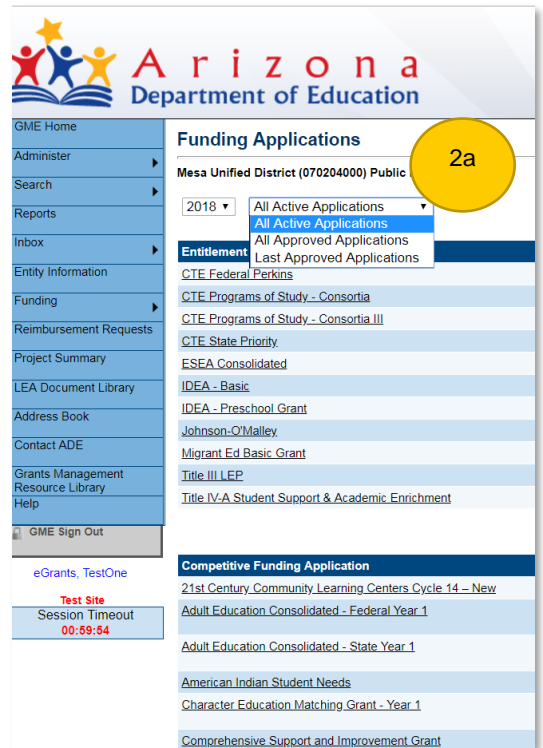 Arizona
Department of Education
GME Home
Administer
Search
Reports
Inbox
Entity Information
Funding
Reimbursement Requests
Project Summary
LEA Document Library
Address Book
Contact ADE
Grants Management
Resource Library
Help
GME Sign Out
eGrants, TestOne
Test Site
Session Timeout
00:59:54
Funding Applications
2a
Mesa Unified District (070204000) Public
2018 All Active Applications
All Active Applications
All Approved Applications
Last Approved Applications
Entitlement
CTE Federal Perkins
CTE Programs of Study - Consortia
CTE Programs of Study - Consortia III
CTE State Priority
ESEA Consolidated
IDEA - Basic
IDEA - Preschool Grant
Johnson-O'Malley
Migrant Ed Basic Grant
Title III LEP
Title IV-A Student Support & Academic Enrichment
Competitive Funding Application
21st Century Community Learning Centers Cycle 14 – New
Adult Education Consolidated - Federal Year 1
Adult Education Consolidated - State Year 1
American Indian Student Needs
Character Education Matching Grant - Year 1
Comprehensive Support and Improvement Grant